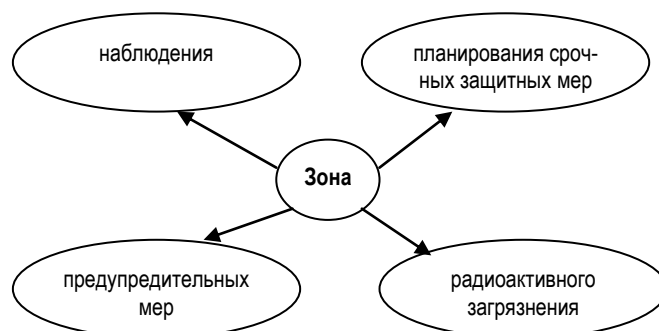 наблюдения
планирования сроч-
ных защитных мер
Зона
предупредительных
мер
радиоактивного
загрязнения